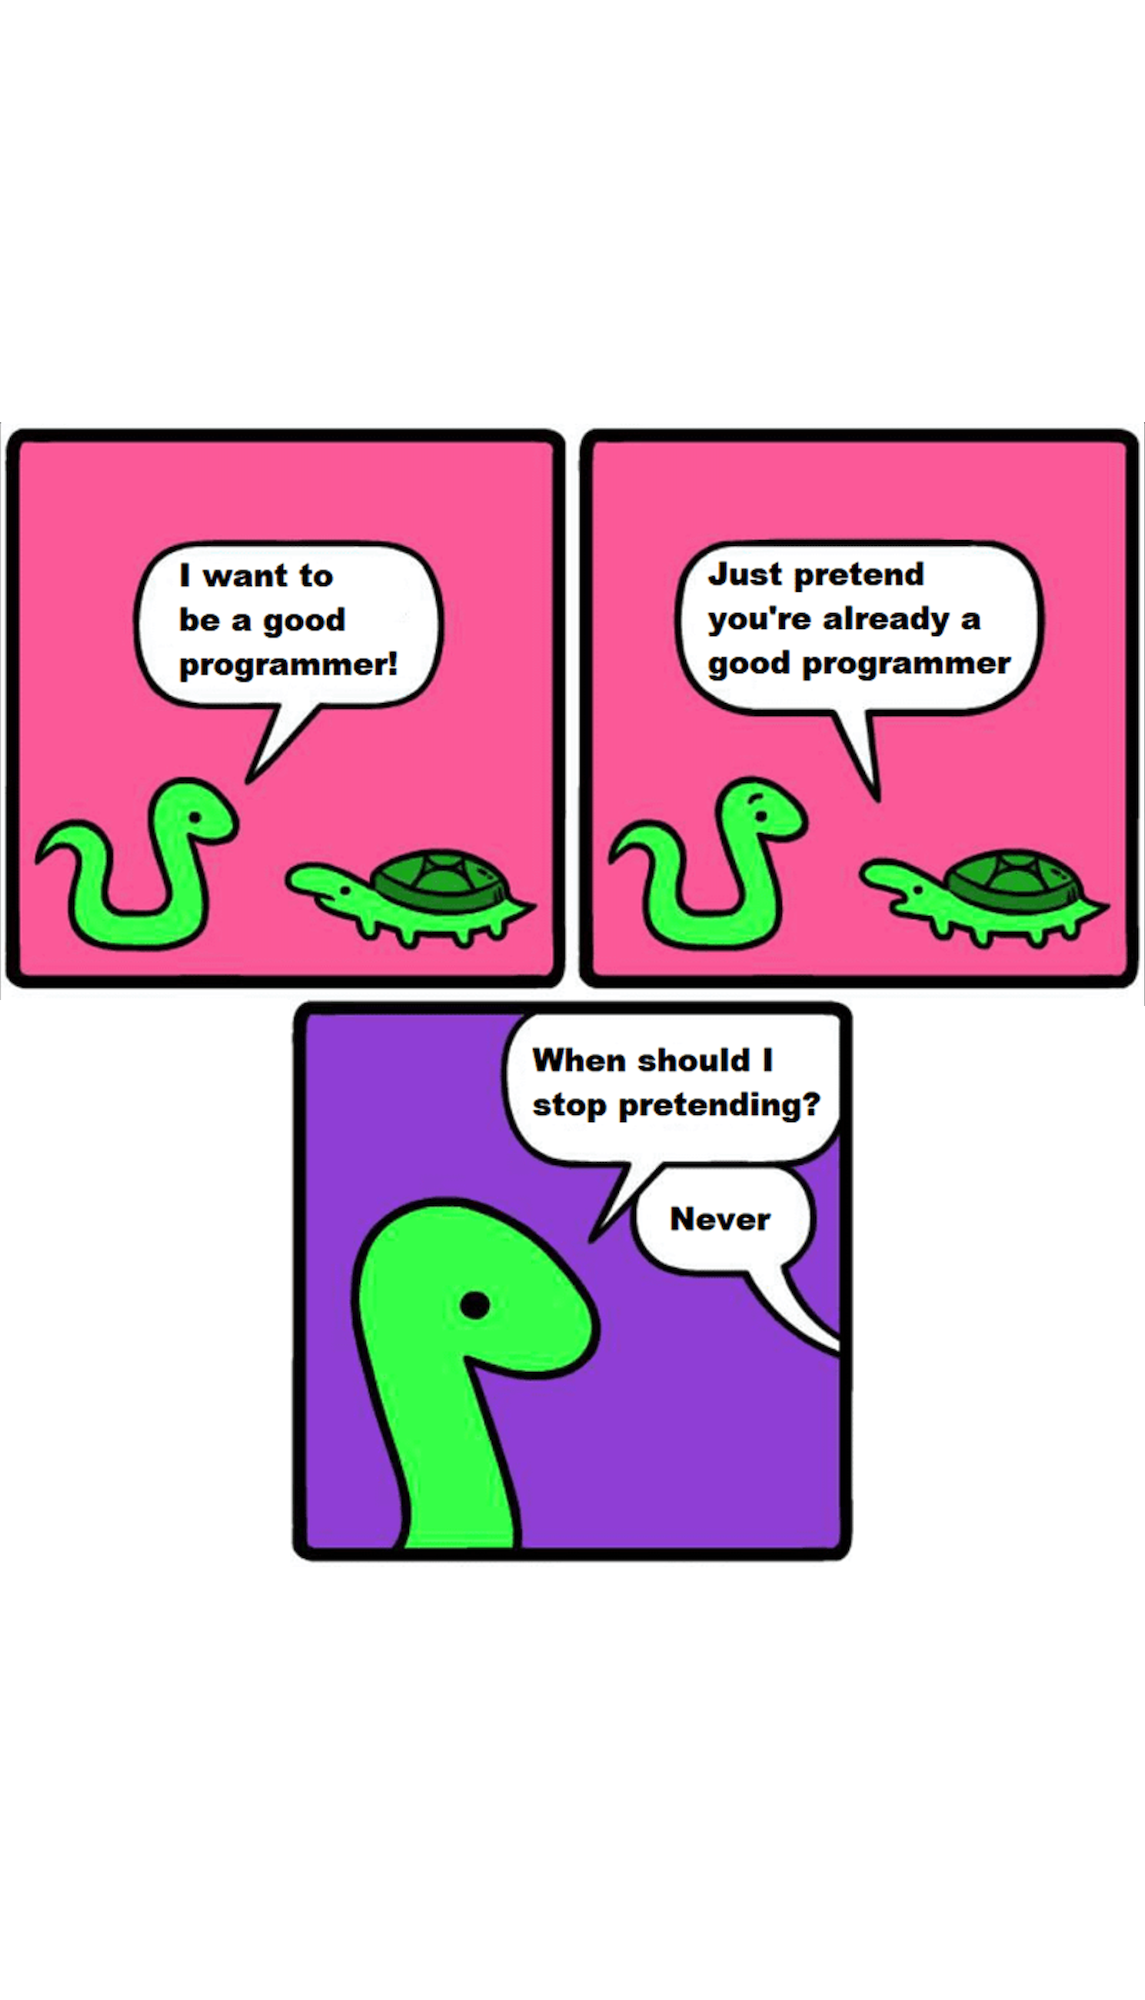 I want to
be a good
programmer!
Just pretend
you're already a
good programmer
When should I
stop pretending?
Never